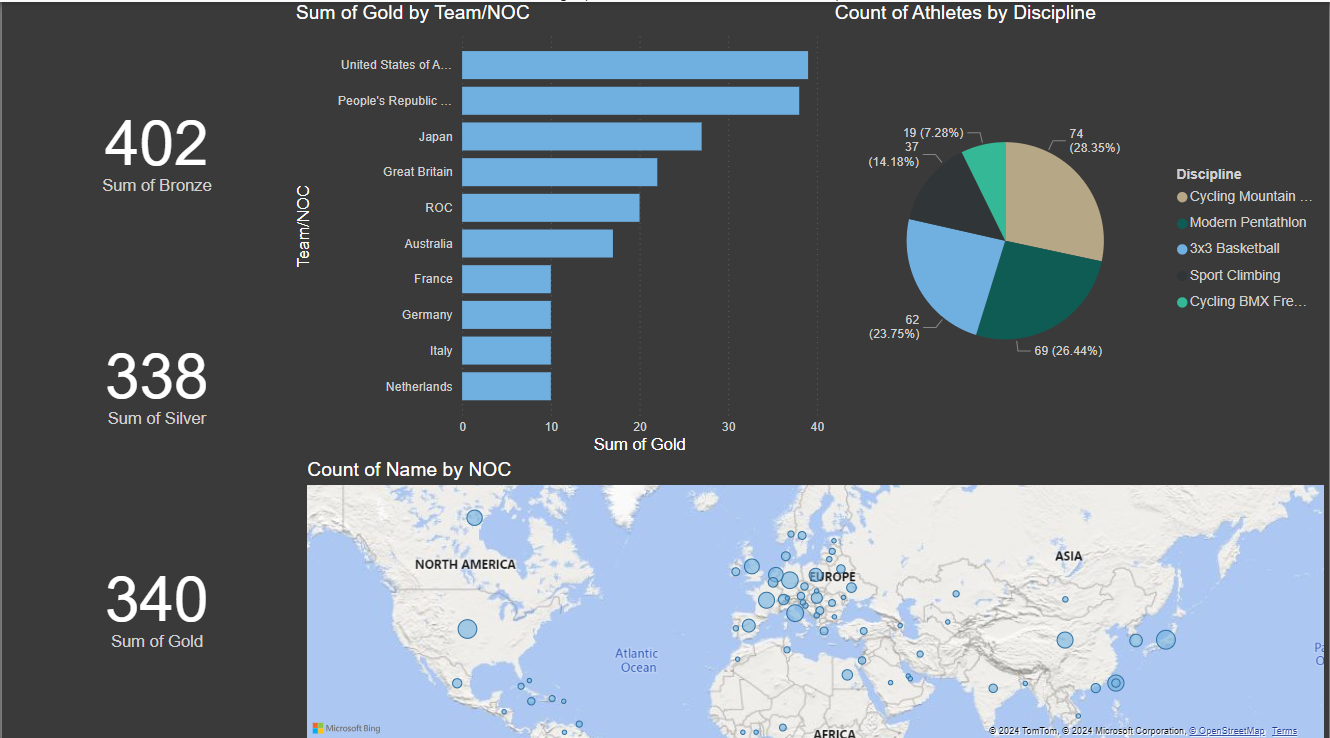 Sum of Gold by Team/NOC
Count of Athletes by Discipline
402
Sum of Bronze
338
Sum of Silver
340
Sum of Gold
Team/NOC
United States of A...
People's Republic ...
Japan
Great Britain
ROC
Australia
France
Germany
Italy
Netherlands
0 10 20 30 40
Sum of Gold
19 (7.28%)
37
(14.18%)
74
(28.35%)
62
(23.75%)
69 (26.44%)
Discipline
Cycling Mountain ...
Modern Pentathlon
3x3 Basketball
Sport Climbing
Cycling BMX Fre...
Count of Name by NOC
NORTH AMERICA
EUROPE
ASIA
Atlantic
Ocean
Pa
O
AFRICA
Microsoft Bing
© 2024 TomTom, © 2024 Microsoft Corporation, © OpenStreetMap Terms